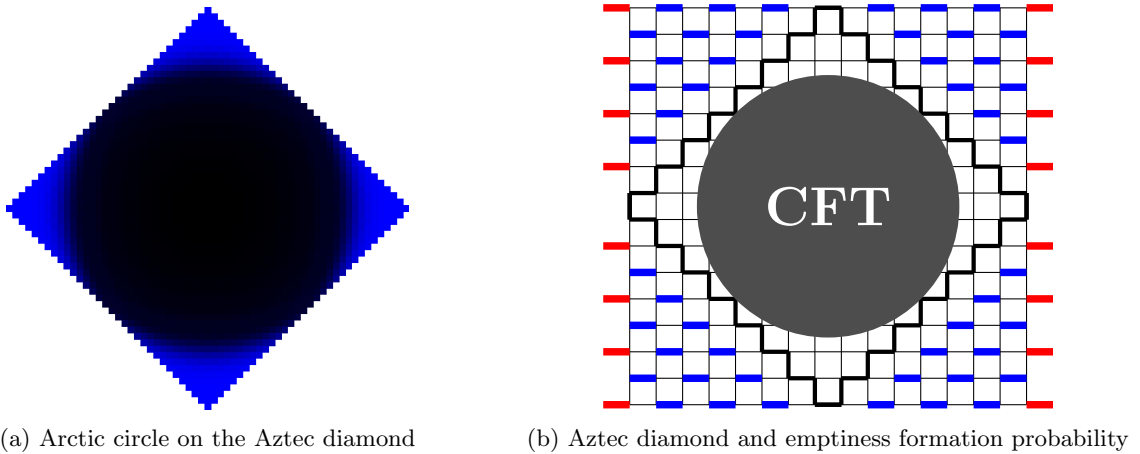 CFT
(a) Arctic circle on the Aztec diamond
(b) Aztec diamond and emptiness formation probability